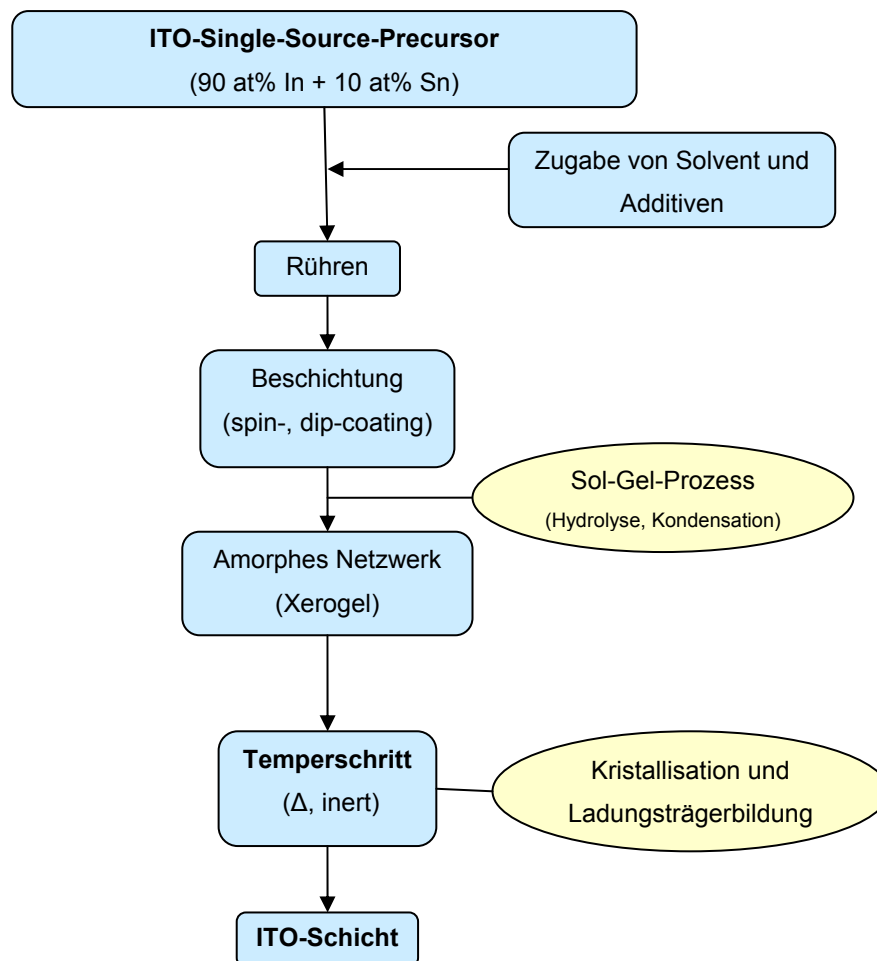 ITO-Single-Source-Precursor
(90 at% In + 10 at% Sn)
Zugabe von Solvent und
Additiven
Rühren
Beschichtung
(spin-, dip-coating)
Sol-Gel-Prozess
(Hydrolyse, Kondensation)
Amorphes Netzwerk
(Xerogel)
Temperschritt
(Δ, inert)
Kristallisation und
Ladungsträgerbildung
ITO-Schicht